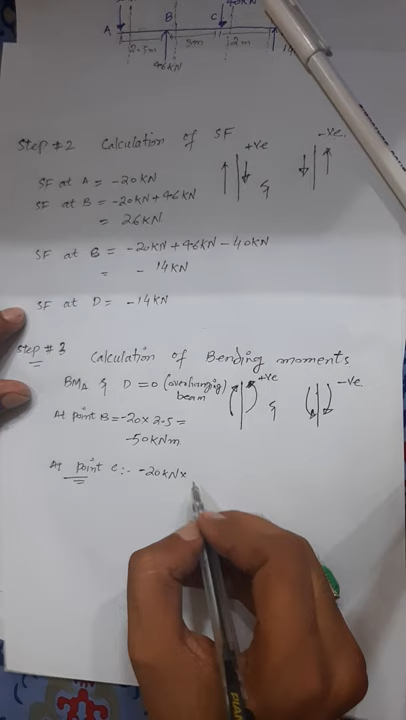 40KN
A B C
2.5m 5m 2m
46KN
Step #2 Calculation of SF
+ve -ve
SF at A = -20KN
SF at B = -20KN+46KN
= 26KN
&
SF at C = -20KN+46KN-40KN
= -14KN
SF at D = -14KN
Step #3 Calculation of Bending moments
BMA & D = 0 (overhanging beam) +ve & -ve
At point B = -20 x 2.5 =
-50KNm
At point C :- -20KNx